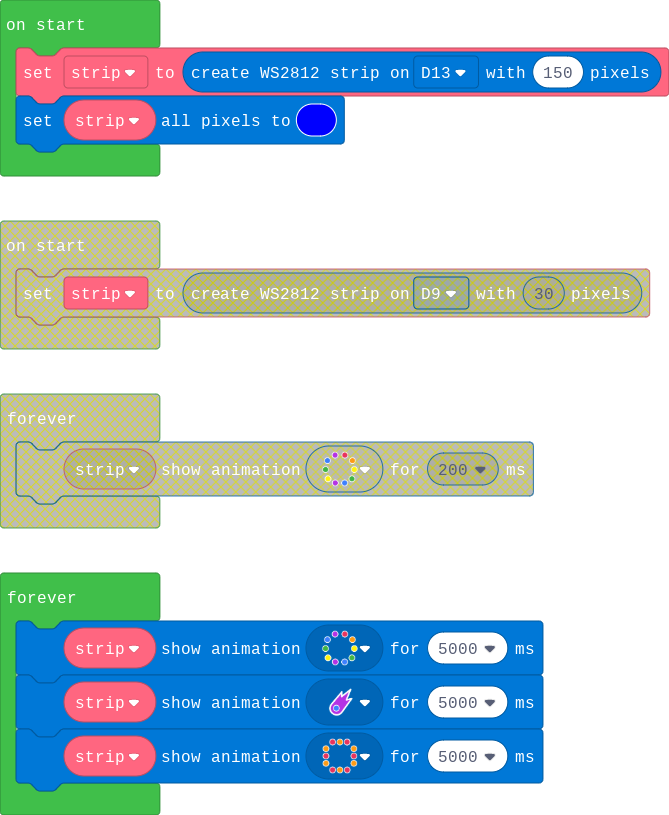 on start
set strip to create WS2812 strip on D13 with 150 pixels
set strip all pixels to
on start
set strip to create WS2812 strip on D9 with 30 pixels
forever
strip show animation for 200 ms
forever
strip show animation for 5000 ms
strip show animation for 5000 ms
strip show animation for 5000 ms